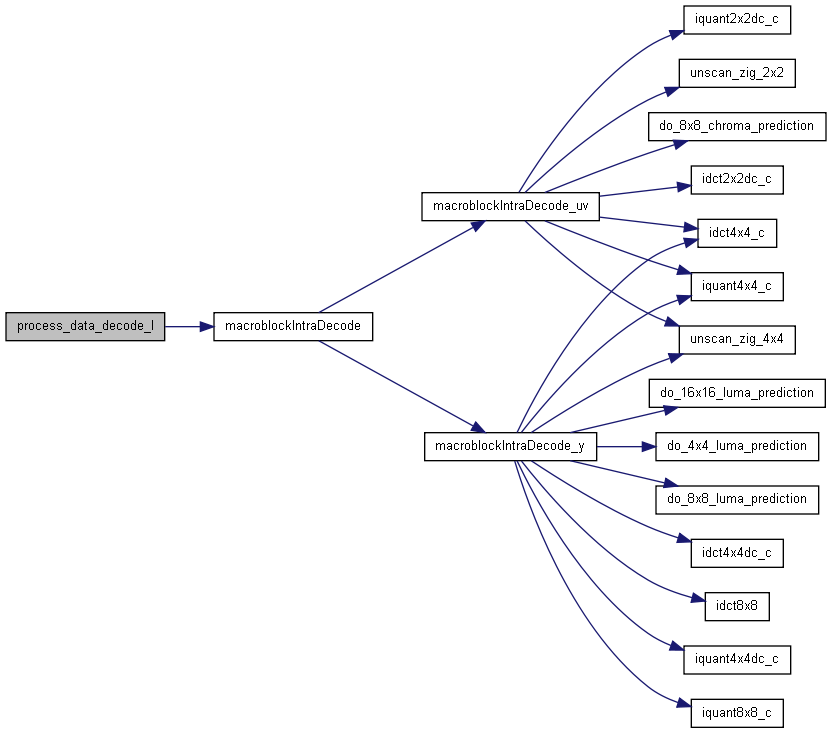 iquant2x2dc_c
unscan_zig_2x2
do_8x8_chroma_prediction
idct2x2dc_c
macroblockIntraDecode_uv
idct4x4_c
iquant4x4_c
process_data_decode_I
macroblockIntraDecode
unscan_zig_4x4
do_16x16_luma_prediction
macroblockIntraDecode_y
do_4x4_luma_prediction
do_8x8_luma_prediction
idct4x4dc_c
idct8x8
iquant4x4dc_c
iquant8x8_c